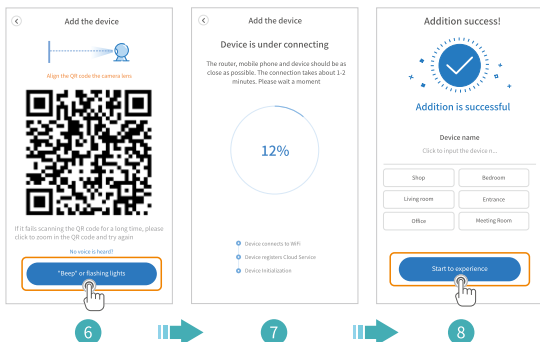 Add the device
Align the QR code the camera lens
If it fails scanning the QR code for a long time, please
click to zoom in the QR code and try again
No voice is heard?
"Beep" or flashing lights
6
Add the device
Device is under connecting
The router, mobile phone and device should be as
close as possible. The connection takes about 1-2
minutes. Please wait a moment
12%
Device connects to WiFi
Device registers Cloud Service
Device Initialization
7
Addition success!
Addition is successful
Device name
Click to input the device n...
Shop
Bedroom
Living room
Entrance
Office
Meeting Room
Start to experience
8